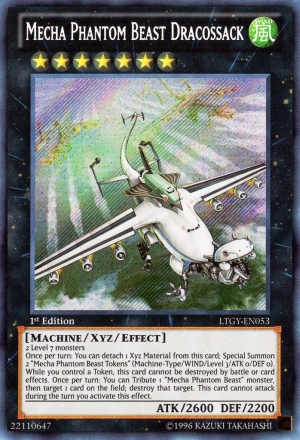 MECHA PHANTOM BEAST DRACOSSACK
WIND
風
1st Edition
LTGY-EN053
[MACHINE/XYZ/EFFECT]
2 Level 7 monsters
Once per turn: You can detach 1 Xyz Material from this card; Special Summon
2 "Mecha Phantom Beast Tokens" (Machine-Type/WIND/Level 3/ATK 0/DEF 0).
While you control a Token, this card cannot be destroyed by battle or card
effects. Once per turn: You can Tribute 1 "Mecha Phantom Beast" monster,
then target 1 card on the field; destroy that target. This card cannot attack
during the turn you activate this effect.
ATK/2600 DEF/2200
22110647
©1996 KAZUKI TAKAHASHI